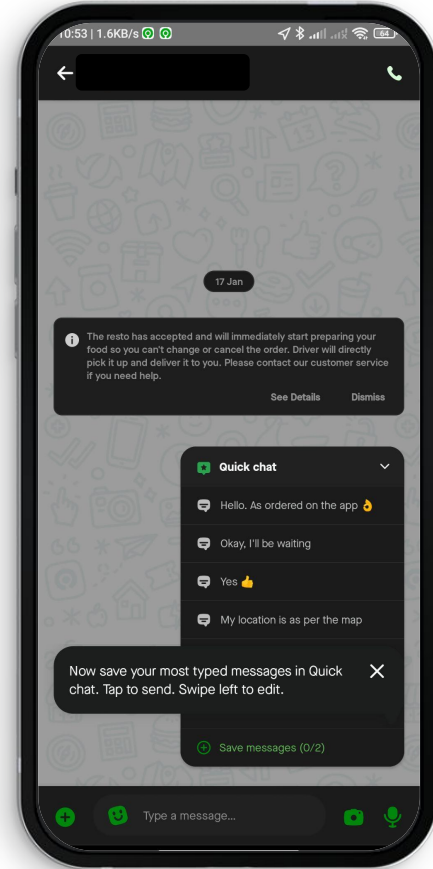 10:53 | 1.6KB/s
64
17 Jan
The resto has accepted and will immediately start preparing your
food so you can't change or cancel the order. Driver will directly
pick it up and deliver it to you. Please contact our customer service
if you need help.
See Details Dismiss
Quick chat
Hello. As ordered on the app 👌
Okay, I'll be waiting
Yes 👍
My location is as per the map
Now save your most typed messages in Quick
chat. Tap to send. Swipe left to edit.
Save messages (0/2)
Type a message...